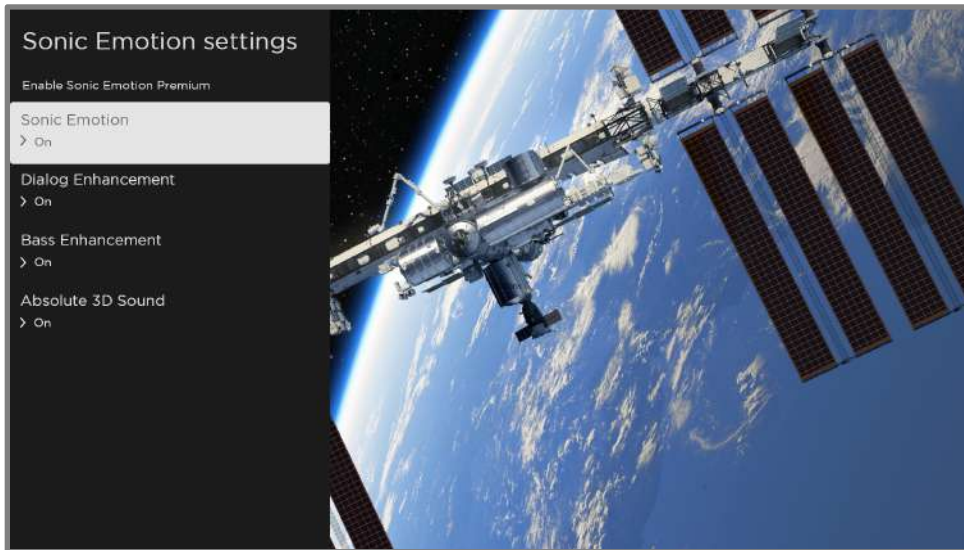 Sonic Emotion settings
Enable Sonic Emotion Premium
Sonic Emotion
> On
Dialog Enhancement
> On
Bass Enhancement
> On
Absolute 3D Sound
> On